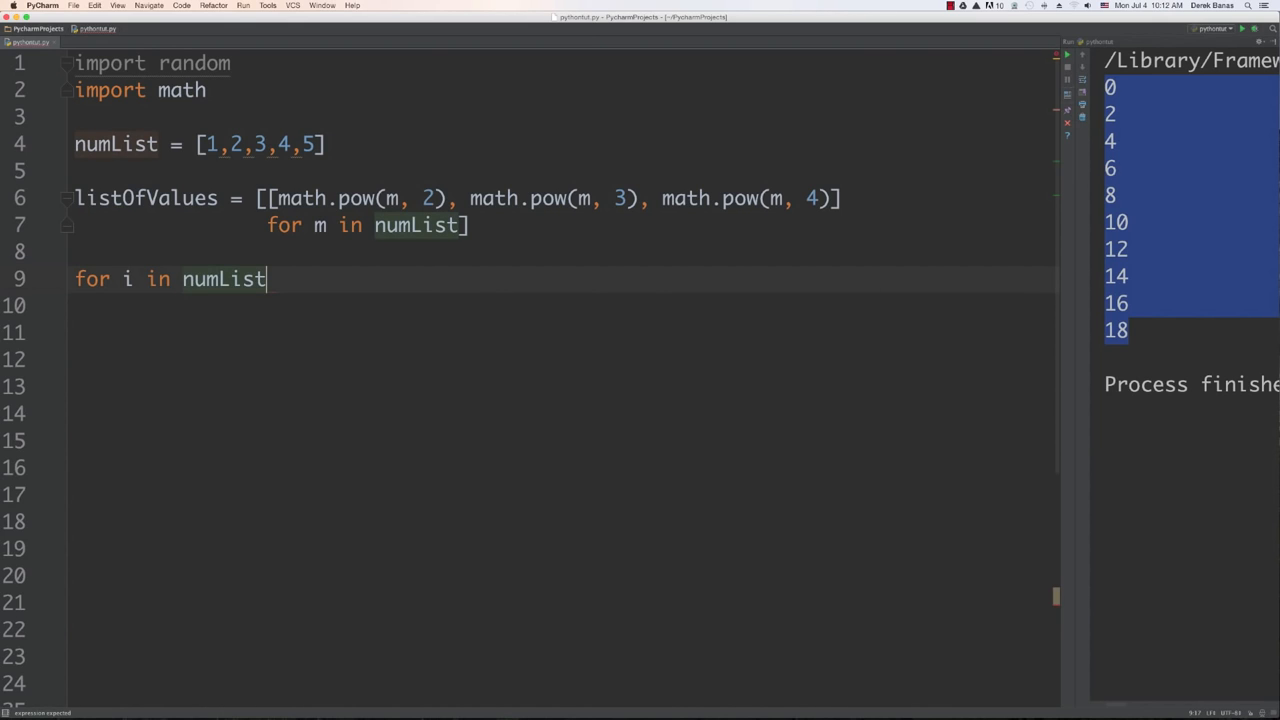 PyCharm File Edit View Navigate Code Refactor Run Tools VCS Window Help 10 Mon Jul 4 10:12 AM Derek Banas
pythontut.py - PycharmProjects - [~/PycharmProjects]
PycharmProjects pythontut.py pythontut
pythontut.py Run pythontut
1 import random
2 import math
3
4 numList = [1,2,3,4,5]
5
6 listOfValues = [[math.pow(m, 2), math.pow(m, 3), math.pow(m, 4)]
7 for m in numList]
8
9 for i in numList
10
11
12
13
14
15
16
17
18
19
20
21
22
23
24
/Library/Framew
0
2
4
6
8
10
12
14
16
18
Process finishe
expression expected 9:17 LF‡ UTF-8‡